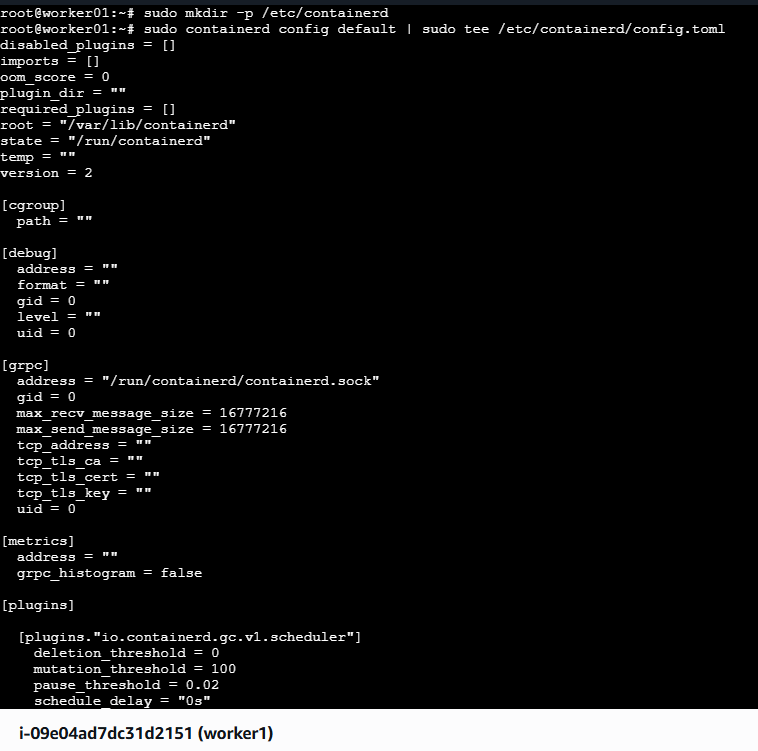 root@worker01:~# sudo mkdir -p /etc/containerd
root@worker01:~# sudo containerd config default | sudo tee /etc/containerd/config.toml
disabled_plugins = []
imports = []
oom_score = 0
plugin_dir = ""
required_plugins = []
root = "/var/lib/containerd"
state = "/run/containerd"
temp = ""
version = 2

[cgroup]
  path = ""

[debug]
  address = ""
  format = ""
  gid = 0
  level = ""
  uid = 0

[grpc]
  address = "/run/containerd/containerd.sock"
  gid = 0
  max_recv_message_size = 16777216
  max_send_message_size = 16777216
  tcp_address = ""
  tcp_tls_ca = ""
  tcp_tls_cert = ""
  tcp_tls_key = ""
  uid = 0

[metrics]
  address = ""
  grpc_histogram = false

[plugins]

  [plugins."io.containerd.gc.v1.scheduler"]
    deletion_threshold = 0
    mutation_threshold = 100
    pause_threshold = 0.02
    schedule_delay = "0s"
i-09e04ad7dc31d2151 (worker1)